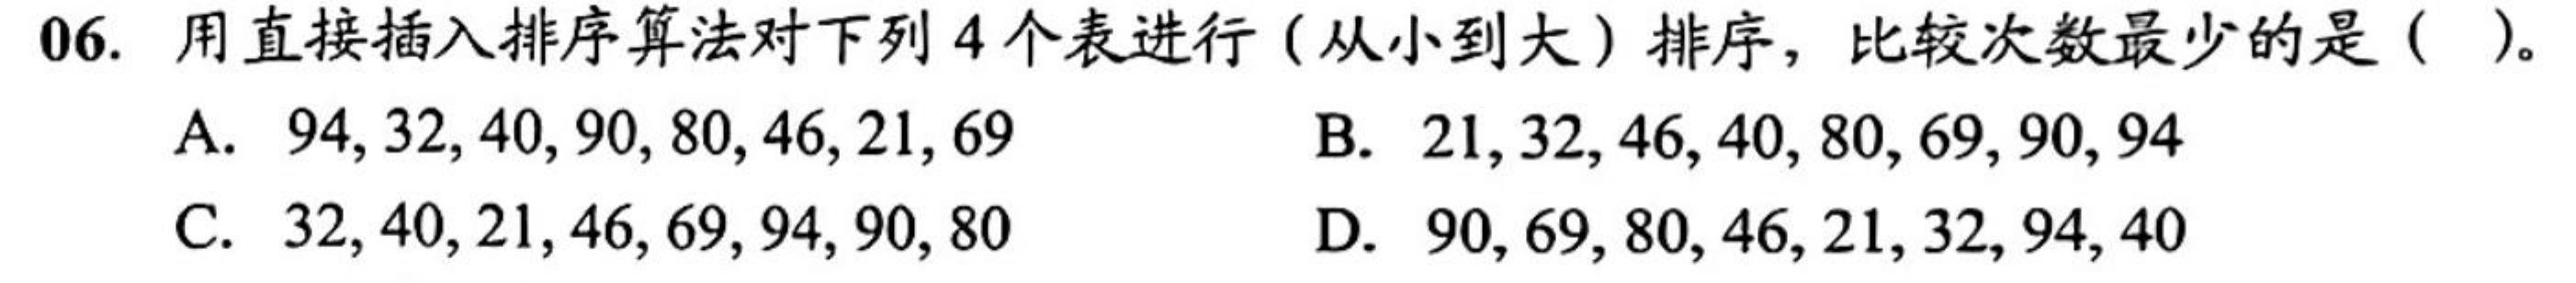 06. 用直接插入排序算法对下列 4 个表进行（从小到大）排序，比较次数最少的是（ ）。
A. 94, 32, 40, 90, 80, 46, 21, 69 B. 21, 32, 46, 40, 80, 69, 90, 94
C. 32, 40, 21, 46, 69, 94, 90, 80 D. 90, 69, 80, 46, 21, 32, 94, 40